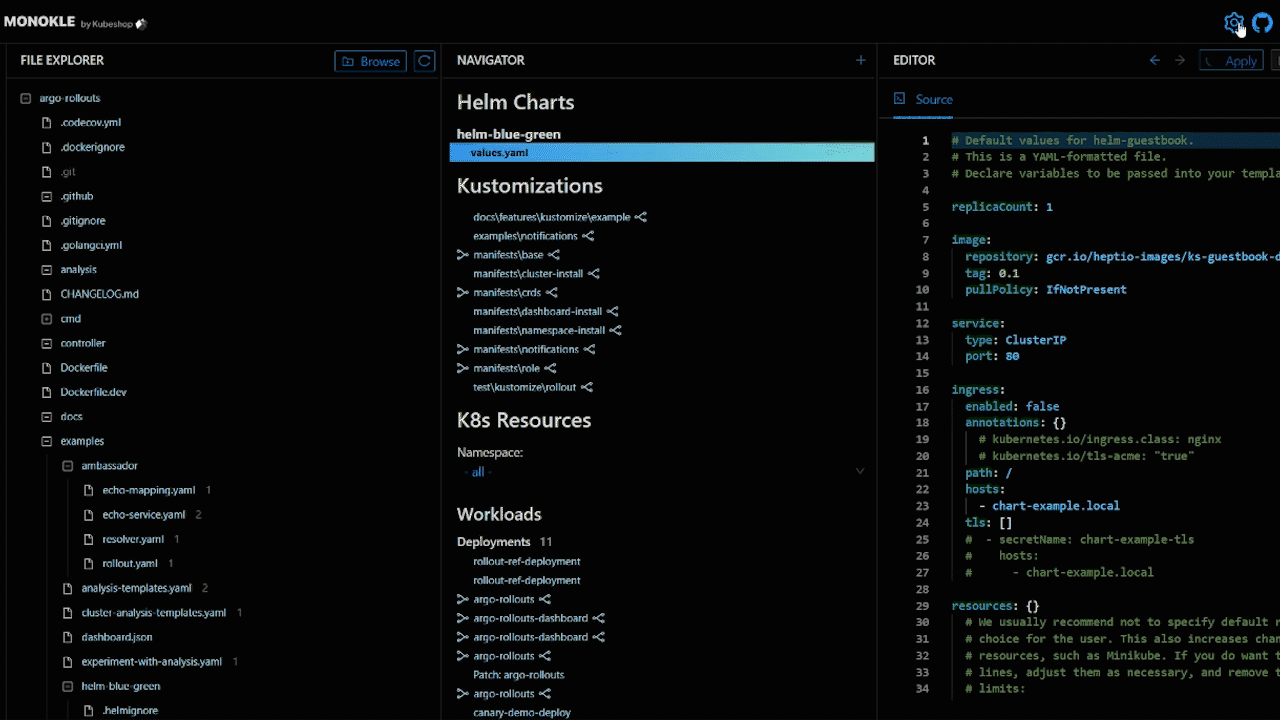 MONOKLE by Kubeshop
FILE EXPLORER
Browse
argo-rollouts
.codecov.yml
.dockerignore
.git
.github
.gitignore
.golangci.yml
analysis
CHANGELOG.md
cmd
controller
Dockerfile
Dockerfile.dev
docs
examples
ambassador
echo-mapping.yaml 1
echo-service.yaml 2
resolver.yaml 1
rollout.yaml 1
analysis-templates.yaml 2
cluster-analysis-templates.yaml 1
dashboard.json
experiment-with-analysis.yaml 1
helm-blue-green
.helmignore
NAVIGATOR
Helm Charts
helm-blue-green
values.yaml
Kustomizations
docs\features\kustomize\example
examples\notifications
manifests\base
manifests\cluster-install
manifests\crds
manifests\dashboard-install
manifests\namespace-install
manifests\notifications
manifests\role
test\kustomize\rollout
K8s Resources
Namespace:
- all -
Workloads
Deployments 11
rollout-ref-deployment
rollout-ref-deployment
argo-rollouts
argo-rollouts-dashboard
argo-rollouts-dashboard
argo-rollouts
Patch: argo-rollouts
argo-rollouts
canary-demo-deploy
EDITOR
Apply
Source
1 # Default values for helm-guestbook.
2 # This is a YAML-formatted file.
3 # Declare variables to be passed into your templa
4
5 replicaCount: 1
6
7 image:
8 repository: gcr.io/heptio-images/ks-guestbook-d
9 tag: 0.1
10 pullPolicy: IfNotPresent
11
12 service:
13 type: ClusterIP
14 port: 80
15
16 ingress:
17 enabled: false
18 annotations: {}
19 # kubernetes.io/ingress.class: nginx
20 # kubernetes.io/tls-acme: "true"
21 path: /
22 hosts:
23 - chart-example.local
24 tls: []
25 # - secretName: chart-example-tls
26 # hosts:
27 # - chart-example.local
28
29 resources: {}
30 # We usually recommend not to specify default r
31 # choice for the user. This also increases chan
32 # resources, such as Minikube. If you do want t
33 # lines, adjust them as necessary, and remove t
34 # limits: